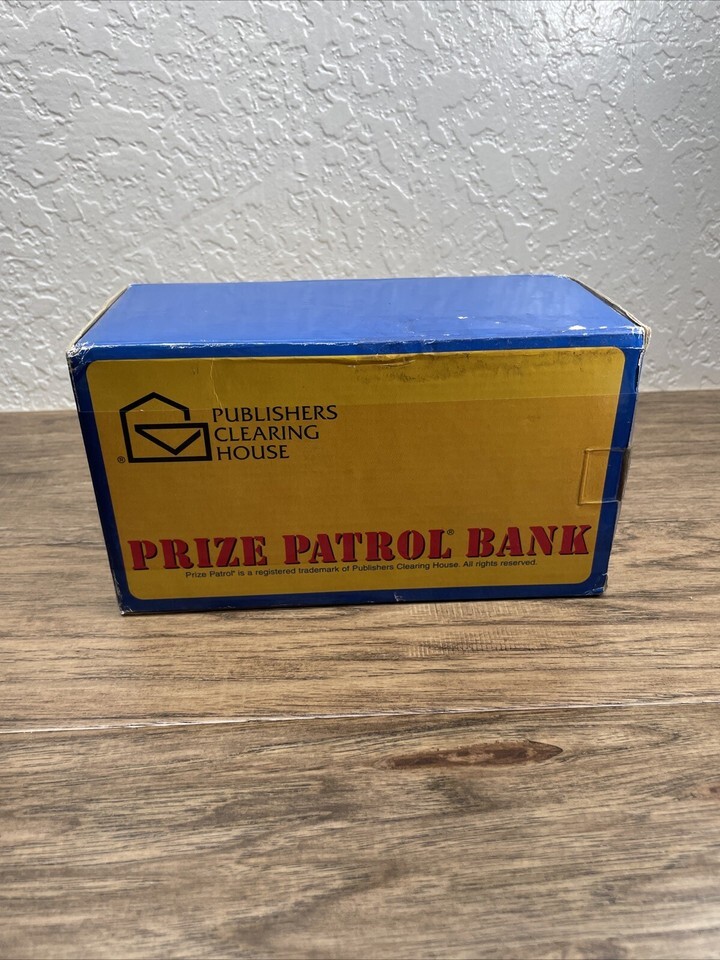 PUBLISHERS
CLEARING
HOUSE
®
PRIZE PATROL® BANK
Prize Patrol® is a registered trademark of Publishers Clearing House. All rights reserved.